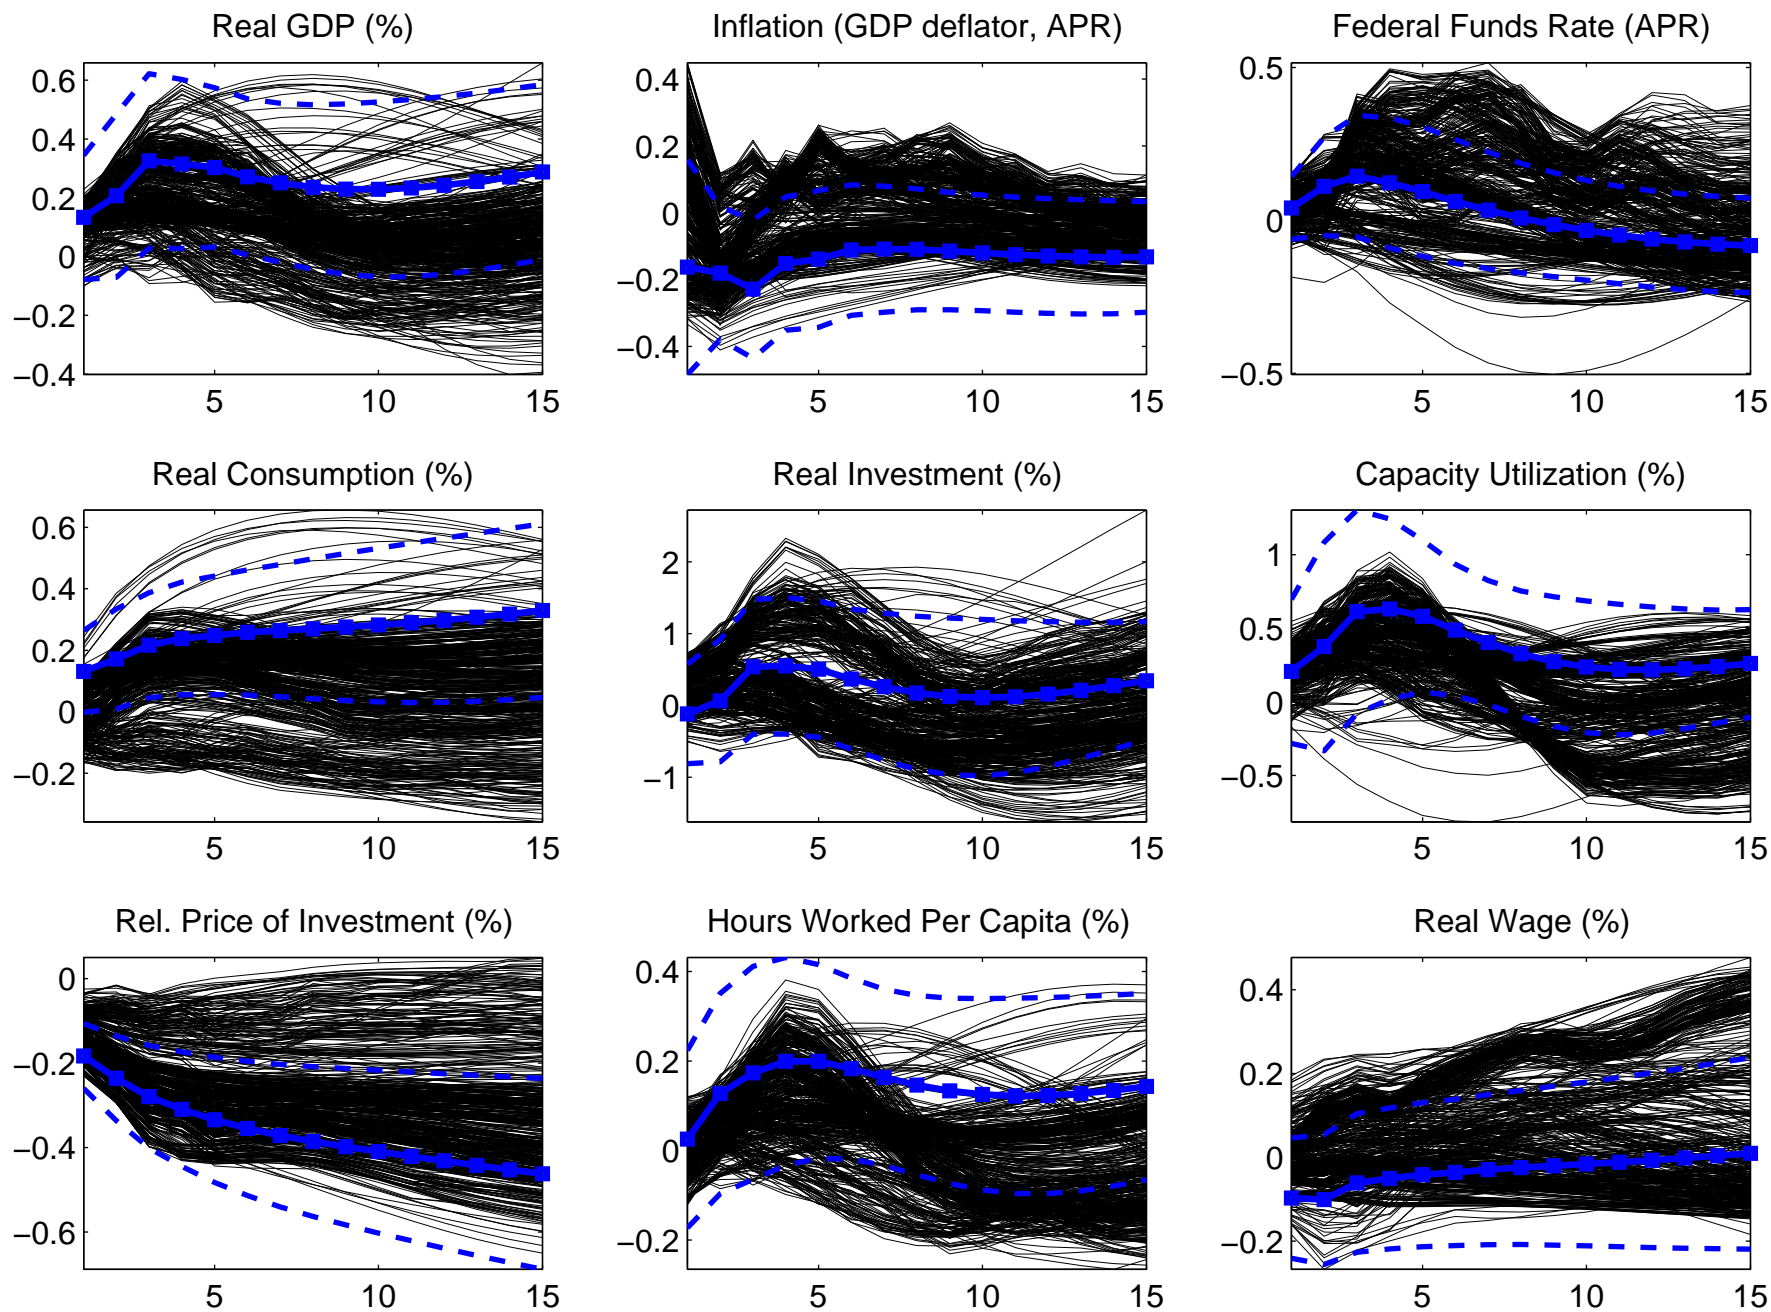 Real GDP (%)
0.6
0.4
0.2
0
−0.2
−0.4
5 10 15
Inflation (GDP deflator, APR)
0.4
0.2
0
−0.2
−0.4
5 10 15
Federal Funds Rate (APR)
0.5
0
−0.5
5 10 15
Real Consumption (%)
0.6
0.4
0.2
0
−0.2
5 10 15
Real Investment (%)
2
1
0
−1
5 10 15
Capacity Utilization (%)
1
0.5
0
−0.5
5 10 15
Rel. Price of Investment (%)
0
−0.2
−0.4
−0.6
5 10 15
Hours Worked Per Capita (%)
0.4
0.2
0
−0.2
5 10 15
Real Wage (%)
0.4
0.2
0
−0.2
5 10 15